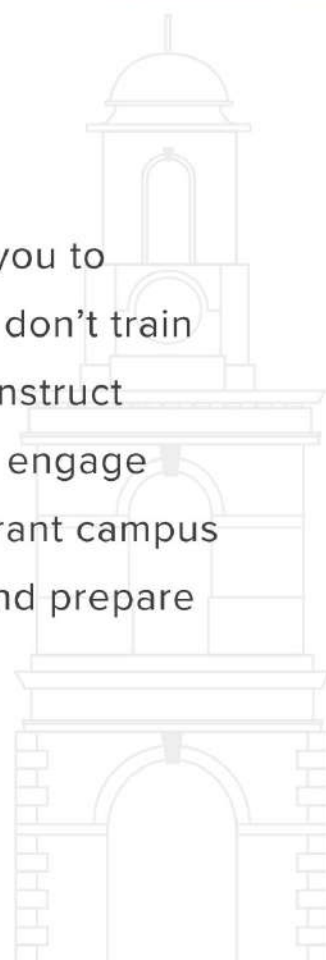 you to
don't train
nstruct
engage
rant campus
nd prepare